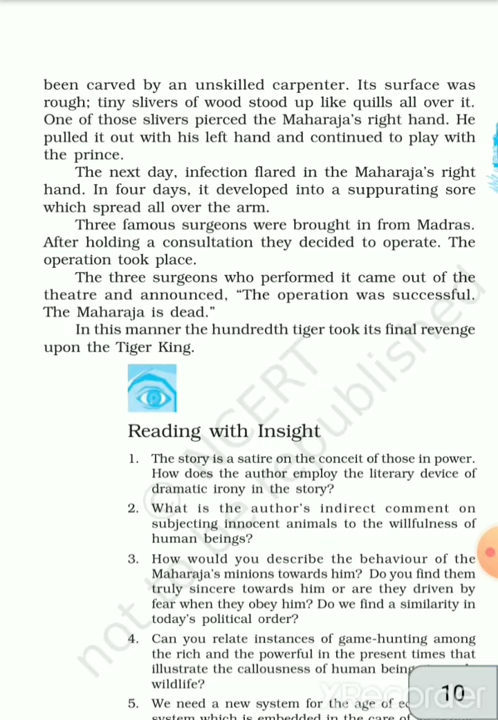 been carved by an unskilled carpenter. Its surface was
rough; tiny slivers of wood stood up like quills all over it.
One of those slivers pierced the Maharaja's right hand. He
pulled it out with his left hand and continued to play with
the prince.
The next day, infection flared in the Maharaja's right
hand. In four days, it developed into a suppurating sore
which spread all over the arm.
Three famous surgeons were brought in from Madras.
After holding a consultation they decided to operate. The
operation took place.
The three surgeons who performed it came out of the
theatre and announced, “The operation was successful.
The Maharaja is dead.”
In this manner the hundredth tiger took its final revenge
upon the Tiger King.
Reading with Insight
1. The story is a satire on the conceit of those in power.
How does the author employ the literary device of
dramatic irony in the story?
2. What is the author's indirect comment on
subjecting innocent animals to the willfulness of
human beings?
3. How would you describe the behaviour of the
Maharaja's minions towards him? Do you find them
truly sincere towards him or are they driven by
fear when they obey him? Do we find a similarity in
today's political order?
4. Can you relate instances of game-hunting among
the rich and the powerful in the present times that
illustrate the callousness of human
wildlife?
5. We need a new system for the age of
system which is embedded in the care of
10
XRecorder
© NCERT
not to be republished